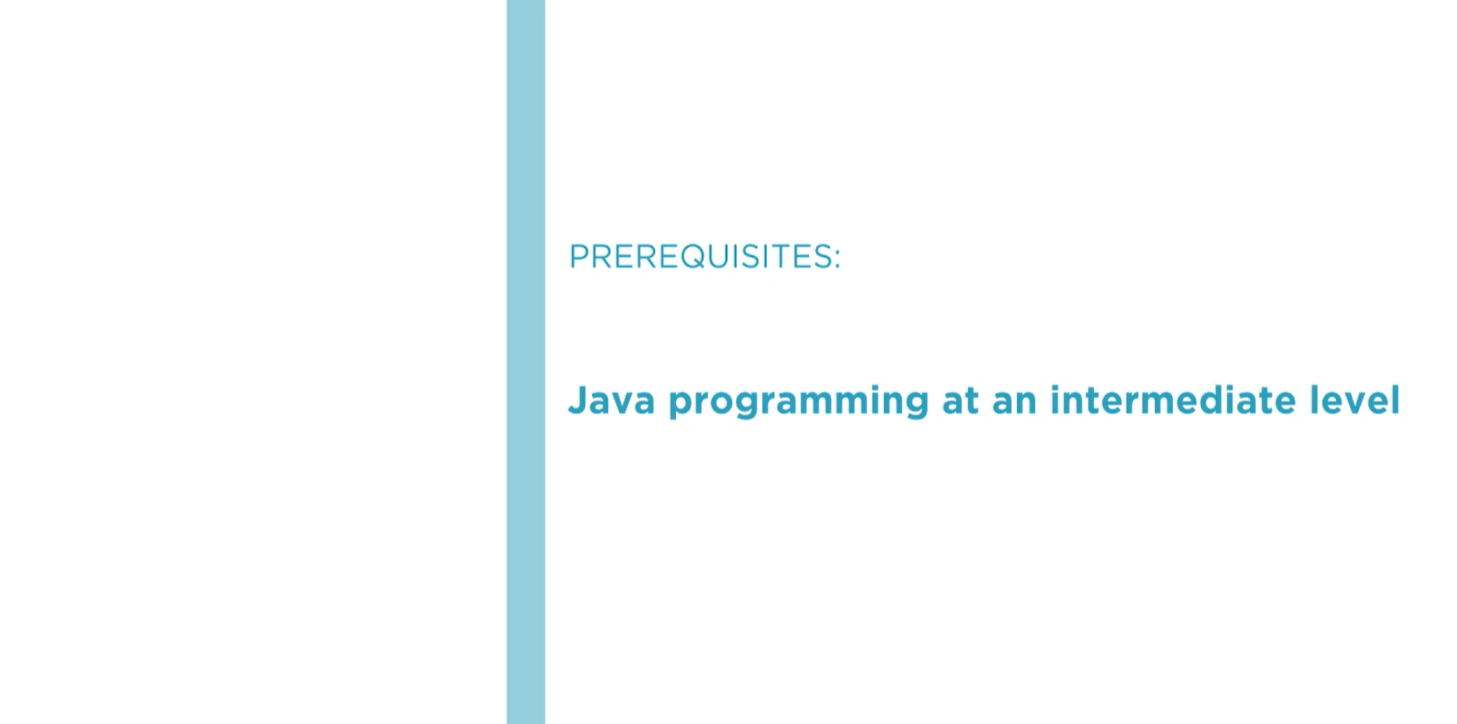 PREREQUISITES:
Java programming at an intermediate level